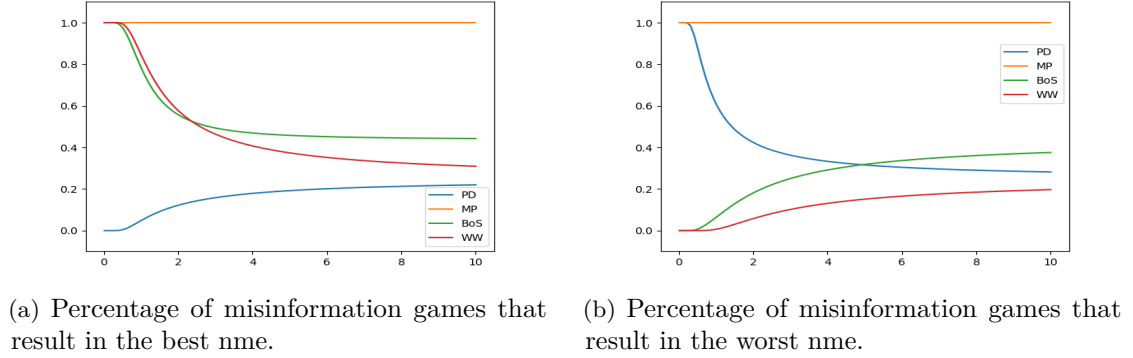 1.0
0.8
0.6
0.4
0.2
0.0
0 2 4 6 8 10
PD
MP
BoS
WW
(a) Percentage of misinformation games that
result in the best nme.
1.0
0.8
0.6
0.4
0.2
0.0
0 2 4 6 8 10
PD
MP
BoS
WW
(b) Percentage of misinformation games that
result in the worst nme.